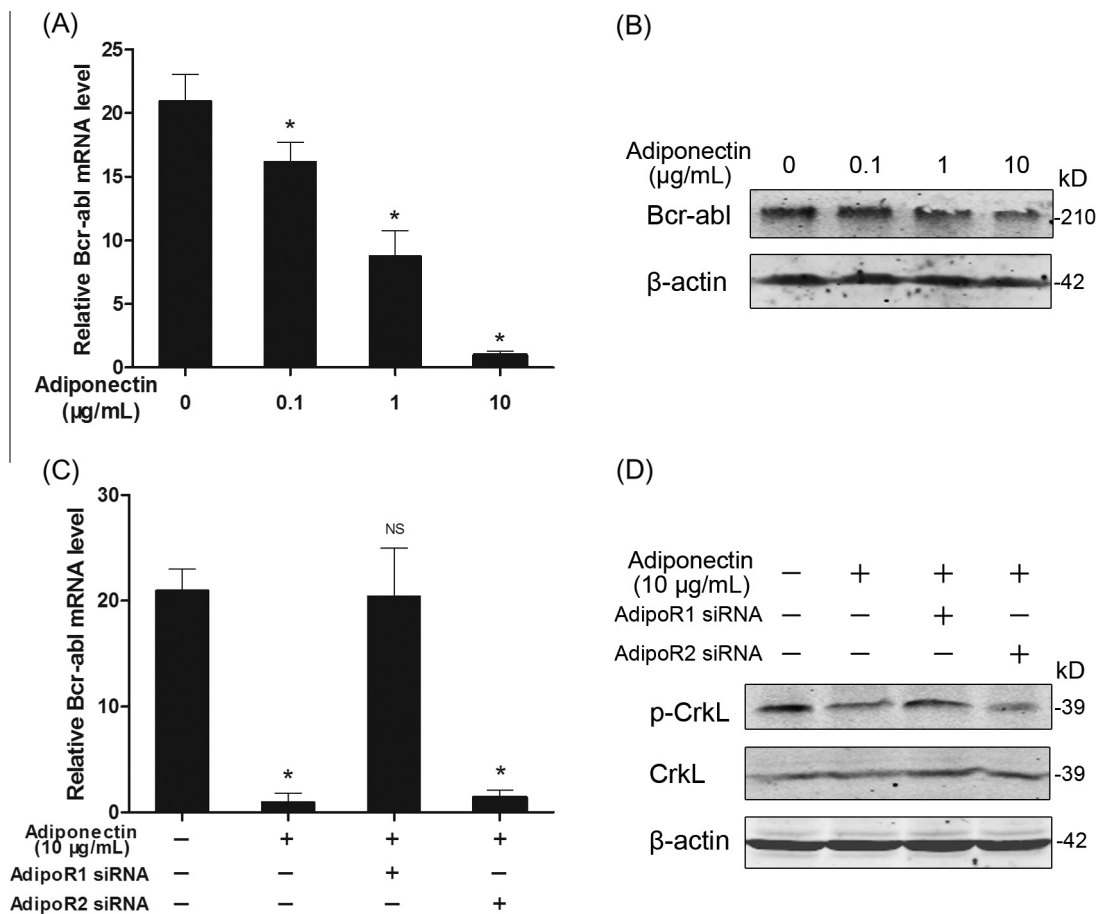 (A)
Relative Bcr-abl mRNA level
25
20
15
10
5
0
*
*
*
Adiponectin
(µg/mL)
0 0.1 1 10
(B)
Adiponectin
(µg/mL)
0 0.1 1 10
kD
Bcr-abl
-210
β-actin
-42
(C)
Relative Bcr-abl mRNA level
30
20
10
0
*
NS
*
Adiponectin
(10 µg/mL)
− + + +
AdipoR1 siRNA − − + −
AdipoR2 siRNA − − − +
(D)
Adiponectin
(10 µg/mL)
− + + +
AdipoR1 siRNA − − + −
AdipoR2 siRNA − − − +
kD
p-CrkL
-39
CrkL
-39
β-actin
-42